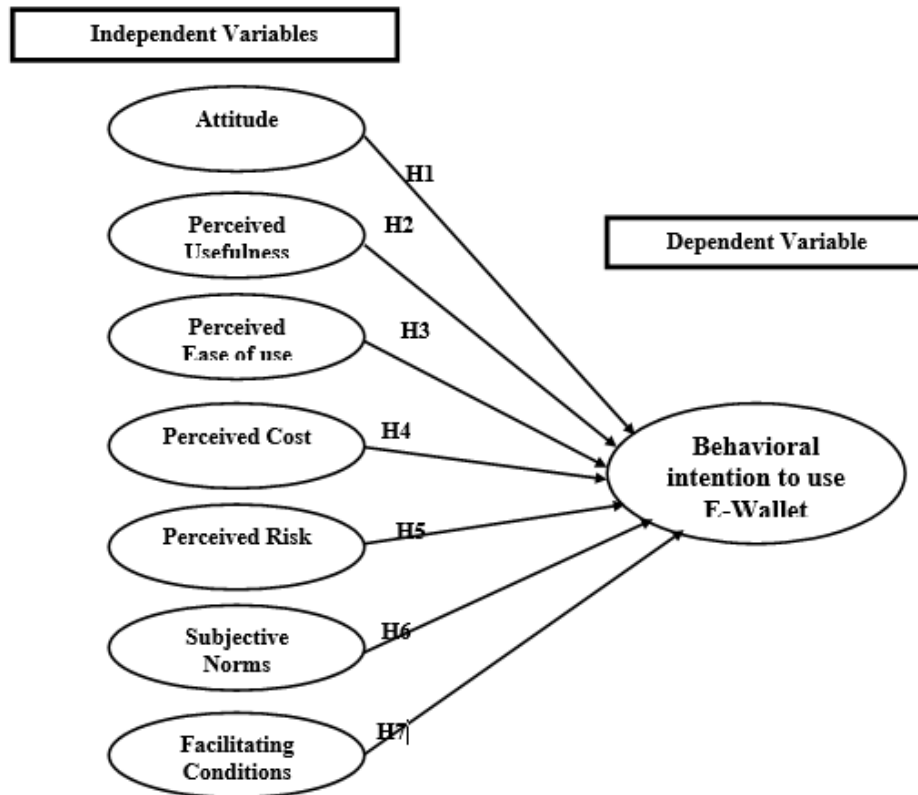 Independent Variables
Attitude
H1
Perceived
Usefulness
H2
Dependent Variable
Perceived
Ease of use
H3
Perceived Cost
H4
Behavioral
intention to use
E-Wallet
Perceived Risk
H5
Subjective
Norms
H6
Facilitating
Conditions
H7